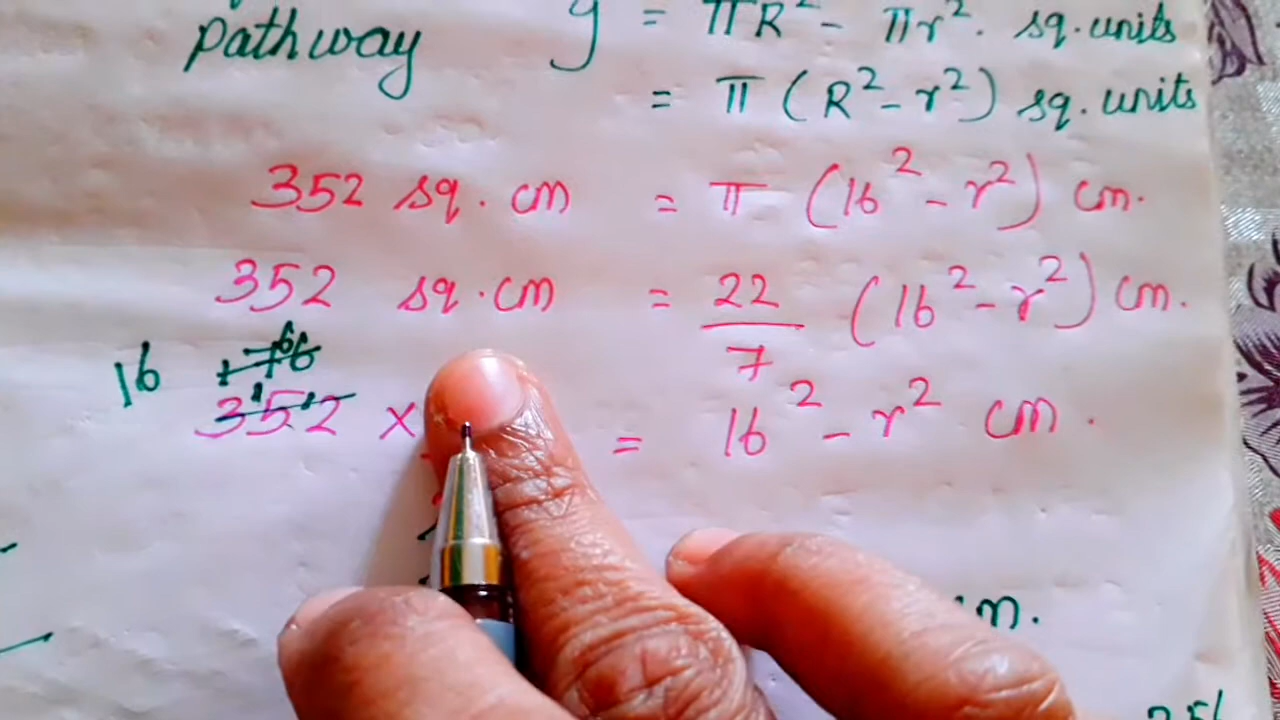 pathway } = πR² - πr². sq. units
= π (R² - r²) sq. units
352 sq. cm = π (16² - r²) cm.
352 sq. cm = 22/7 (16² - r²) cm.
16 176
352 × = 16² - r² cm.
m.